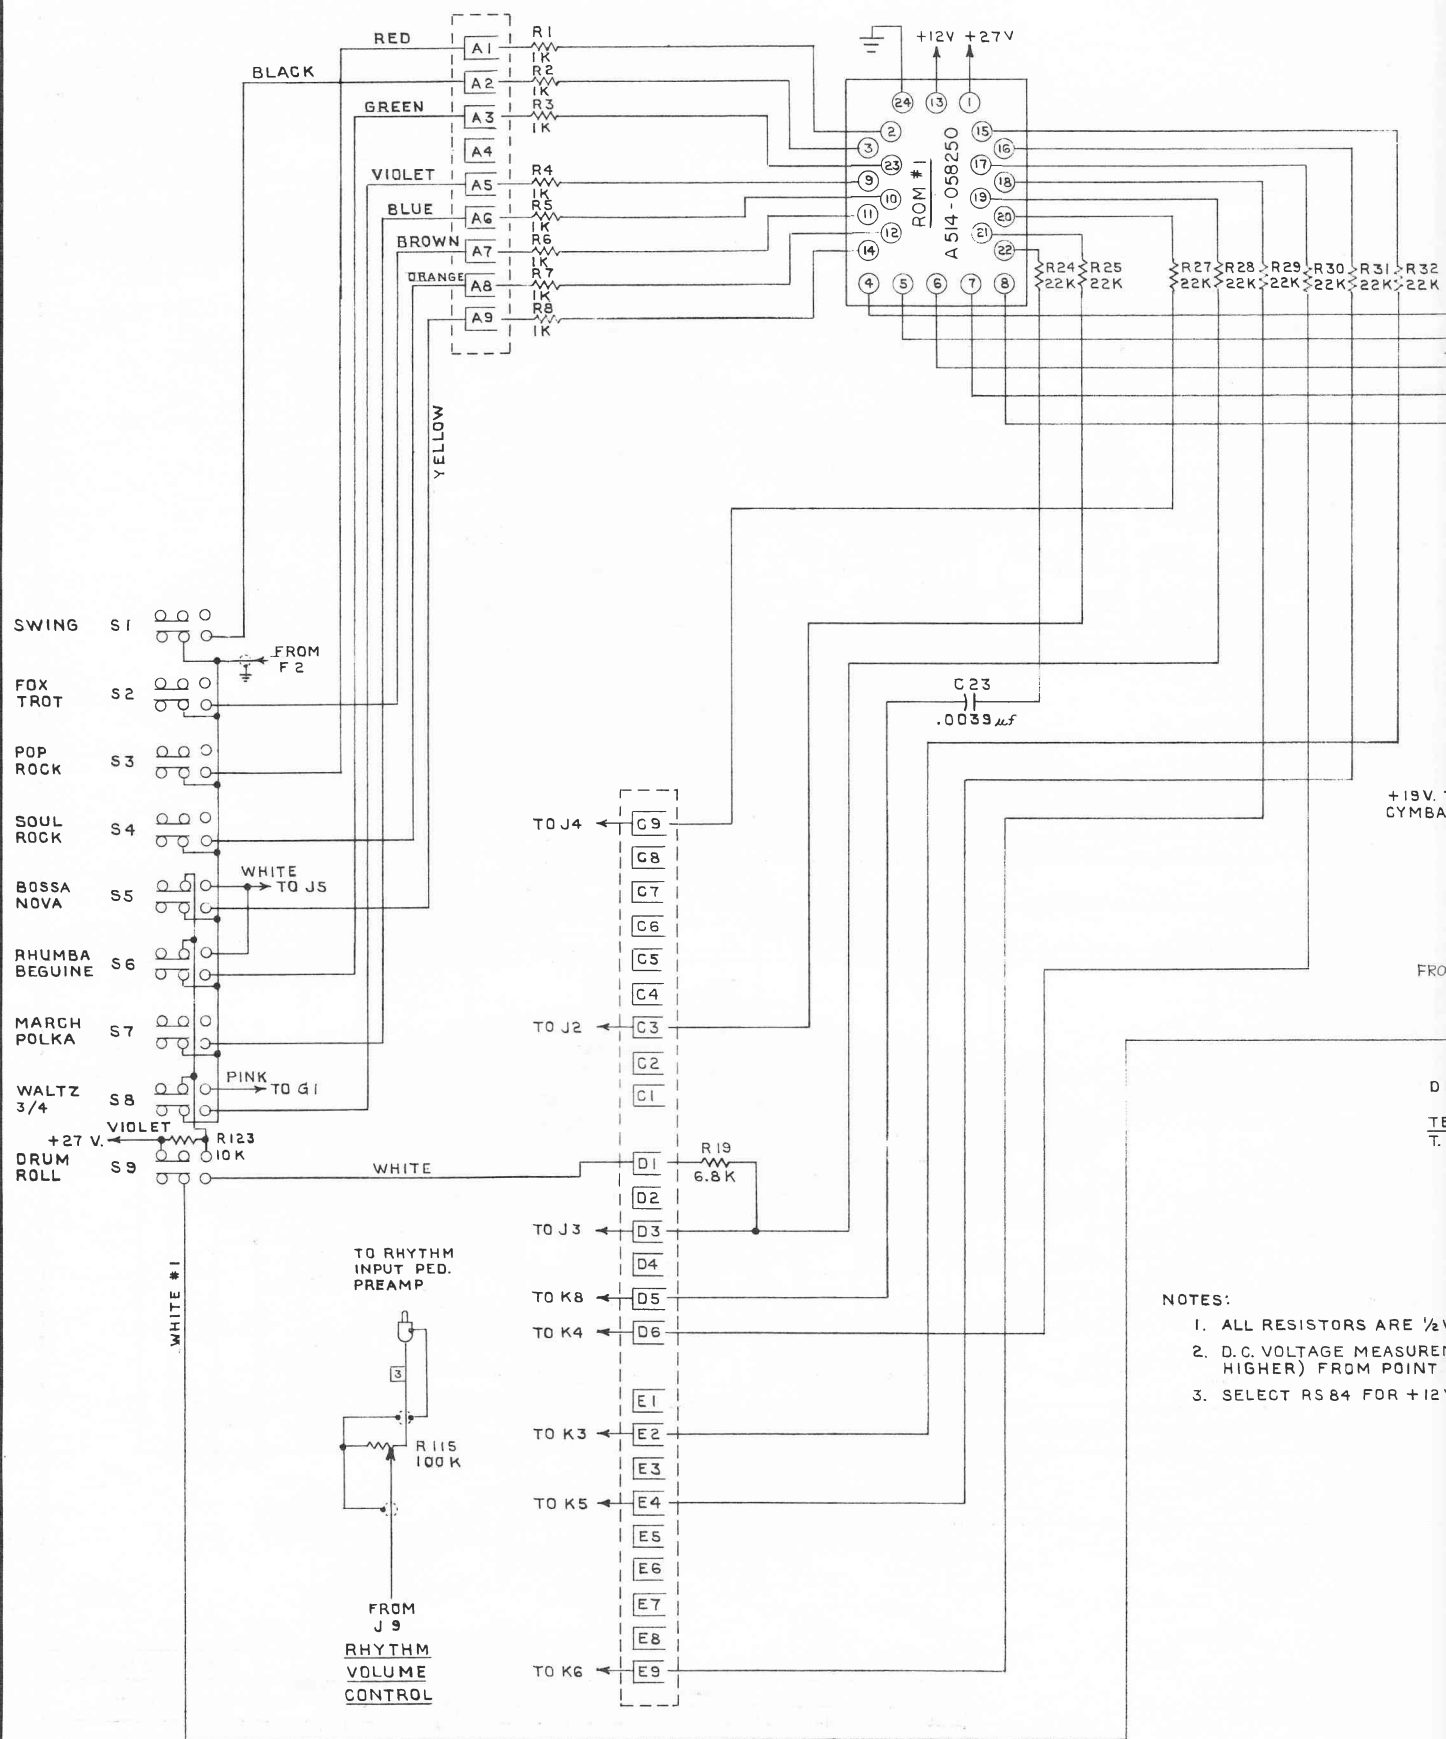 RED
BLACK
GREEN
VIOLET
BLUE
BROWN
ORANGE
YELLOW
A1
A2
A3
A4
A5
A6
A7
A8
A9
R1
1K
R2
1K
R3
1K
R4
1K
R5
1K
R6
1K
R7
1K
R8
1K
+12V +27V
24 13 1
2
3
23
9
10
11
12
14
15
16
17
18
19
20
21
22
4 5 6 7 8
ROM #1
A514-058250
R24
22K
R25
22K
R27
22K
R28
22K
R29
22K
R30
22K
R31
22K
R32
22K
SWING S1
FROM
F2
FOX
TROT
S2
POP
ROCK
S3
SOUL
ROCK
S4
BOSSA
NOVA
S5
WHITE
TO J5
RHUMBA
BEGUINE
S6
MARCH
POLKA
S7
WALTZ
3/4
S8
PINK
TO G1
VIOLET
+27 V.
R123
10K
DRUM
ROLL
S9
WHITE
WHITE #1
C23
.0039 µf
+19V.
CYMBA
FRO
D
T.
TO J4
C9
C8
C7
C6
C5
C4
TO J2
C3
C2
C1
D1
R19
6.8K
D2
TO J3
D3
D4
TO K8
D5
TO K4
D6
E1
TO K3
E2
E3
TO K5
E4
E5
E6
E7
E8
TO K6
E9
TO RHYTHM
INPUT PED.
PREAMP
3
R115
100K
FROM
J9
RHYTHM
VOLUME
CONTROL
NOTES:
1. ALL RESISTORS ARE ½
2. D.C. VOLTAGE MEASUREM
HIGHER) FROM POINT
3. SELECT RS84 FOR +12